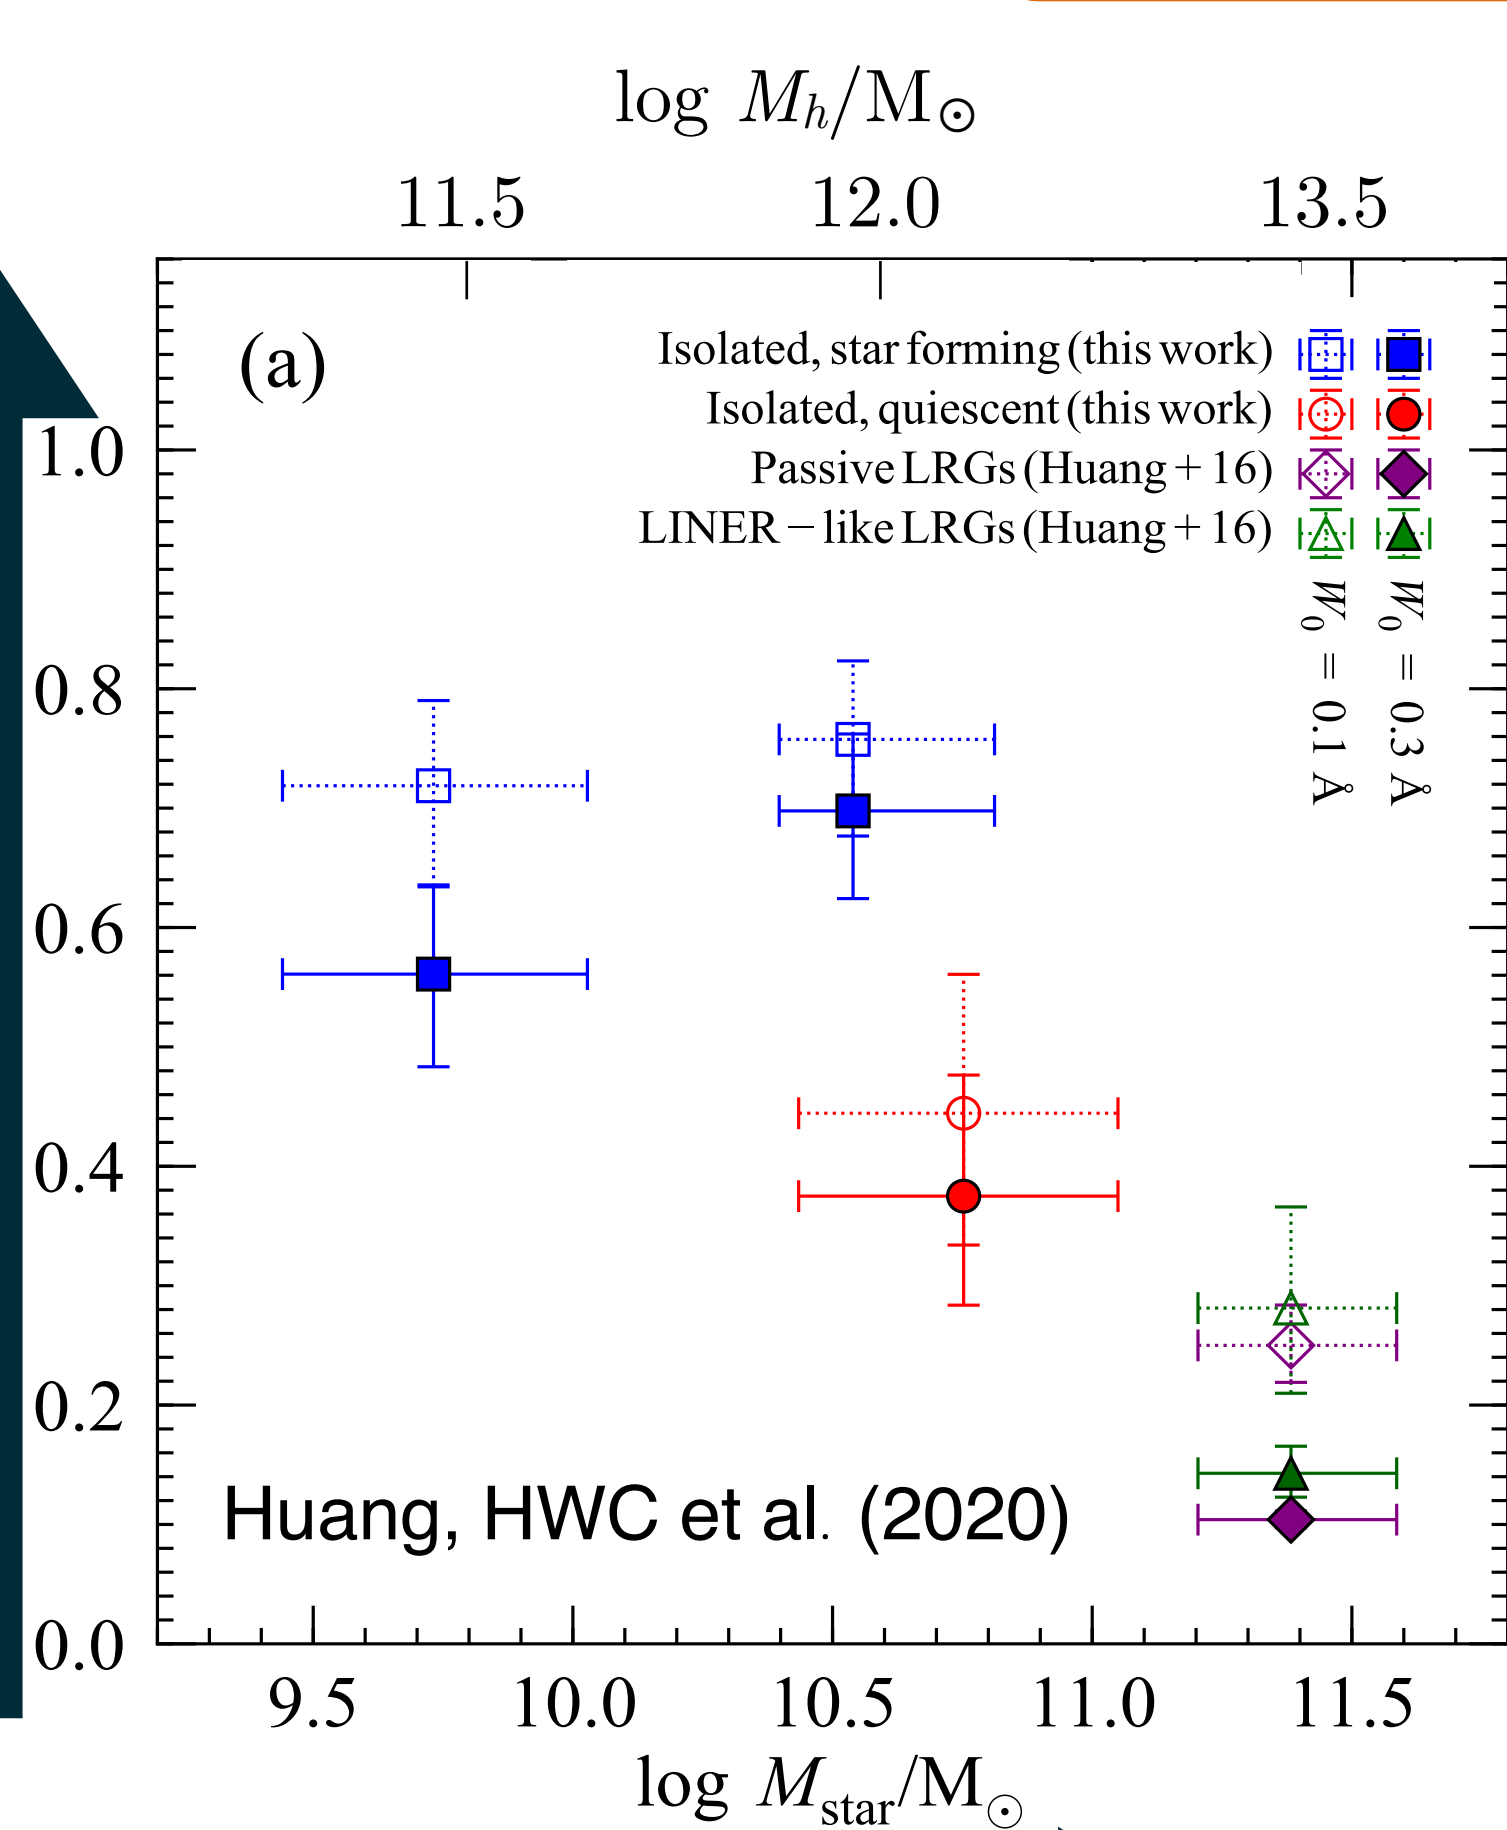 log M_h/M_⊙
11.5 12.0 13.5
(a)
Isolated, star forming (this work)
Isolated, quiescent (this work)
Passive LRGs (Huang + 16)
LINER − like LRGs (Huang + 16)
W_0 = 0.1 Å
W_0 = 0.3 Å
1.0
0.8
0.6
0.4
0.2
0.0
Huang, HWC et al. (2020)
9.5 10.0 10.5 11.0 11.5
log M_star/M_⊙